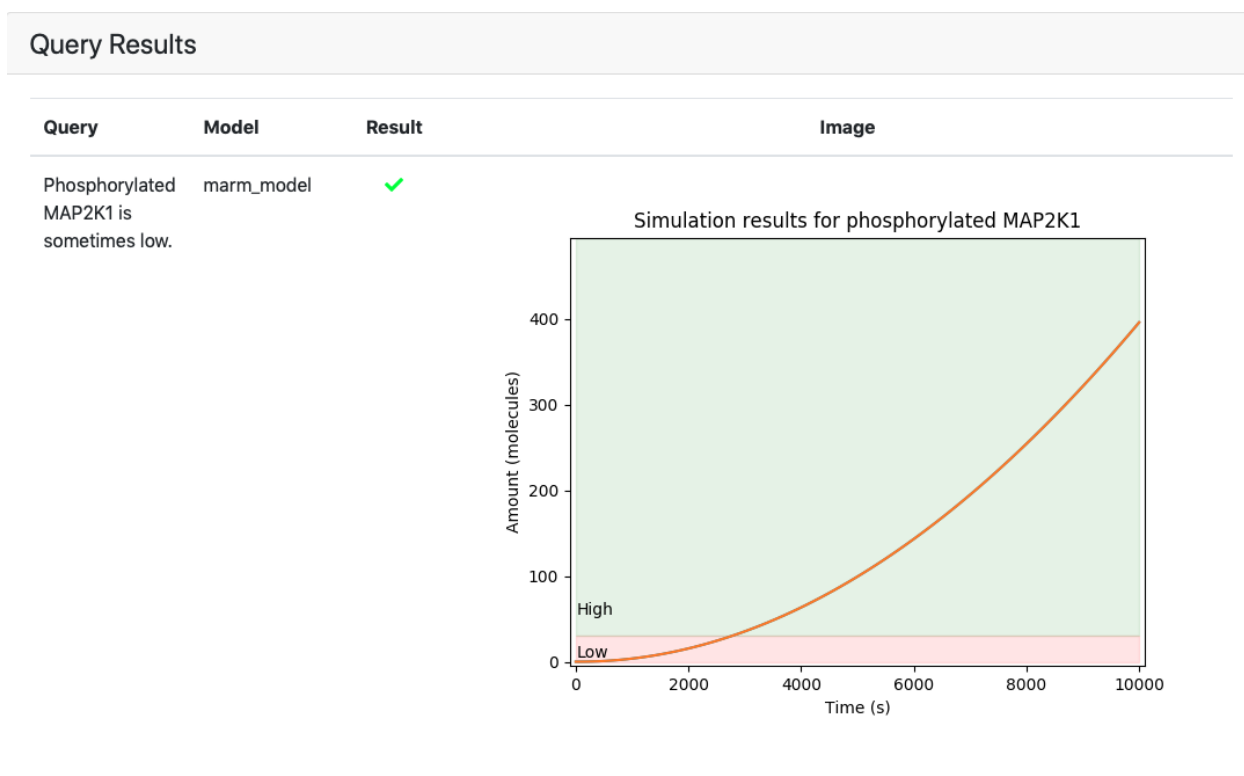 Query Results
Query Model Result Image
Phosphorylated marm_model
MAP2K1 is
sometimes low.
Simulation results for phosphorylated MAP2K1
Amount (molecules)
400
300
200
100
0
High
Low
0 2000 4000 6000 8000 10000
Time (s)